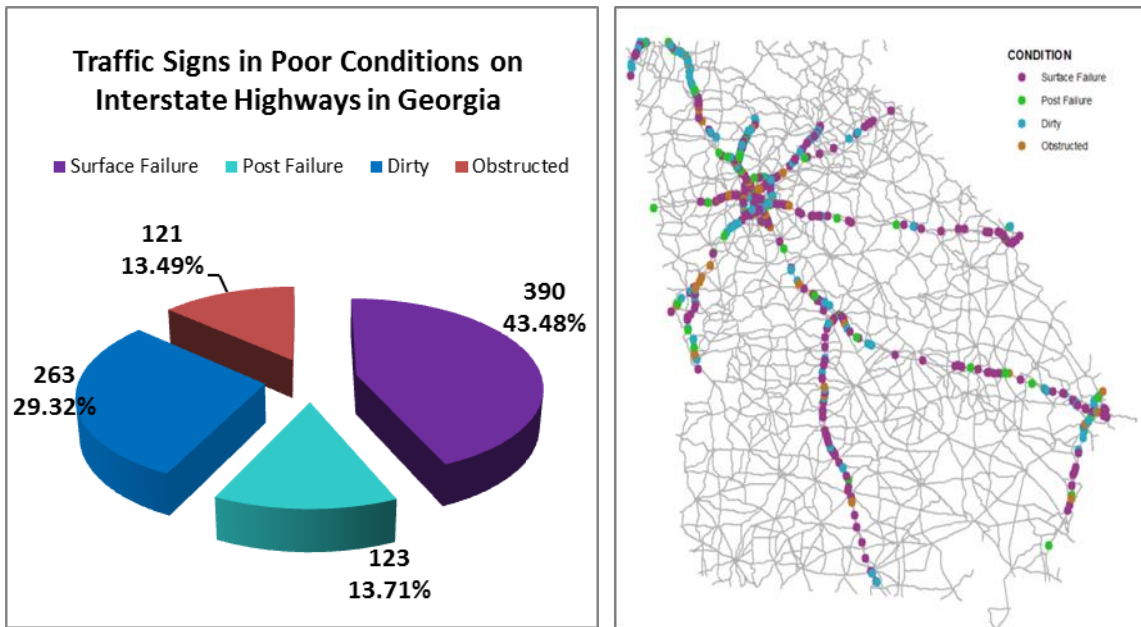 Traffic Signs in Poor Conditions on
Interstate Highways in Georgia
Surface Failure Post Failure Dirty Obstructed
121
13.49%
390
43.48%
263
29.32%
123
13.71%
CONDITION
Surface Failure
Post Failure
Dirty
Obstructed